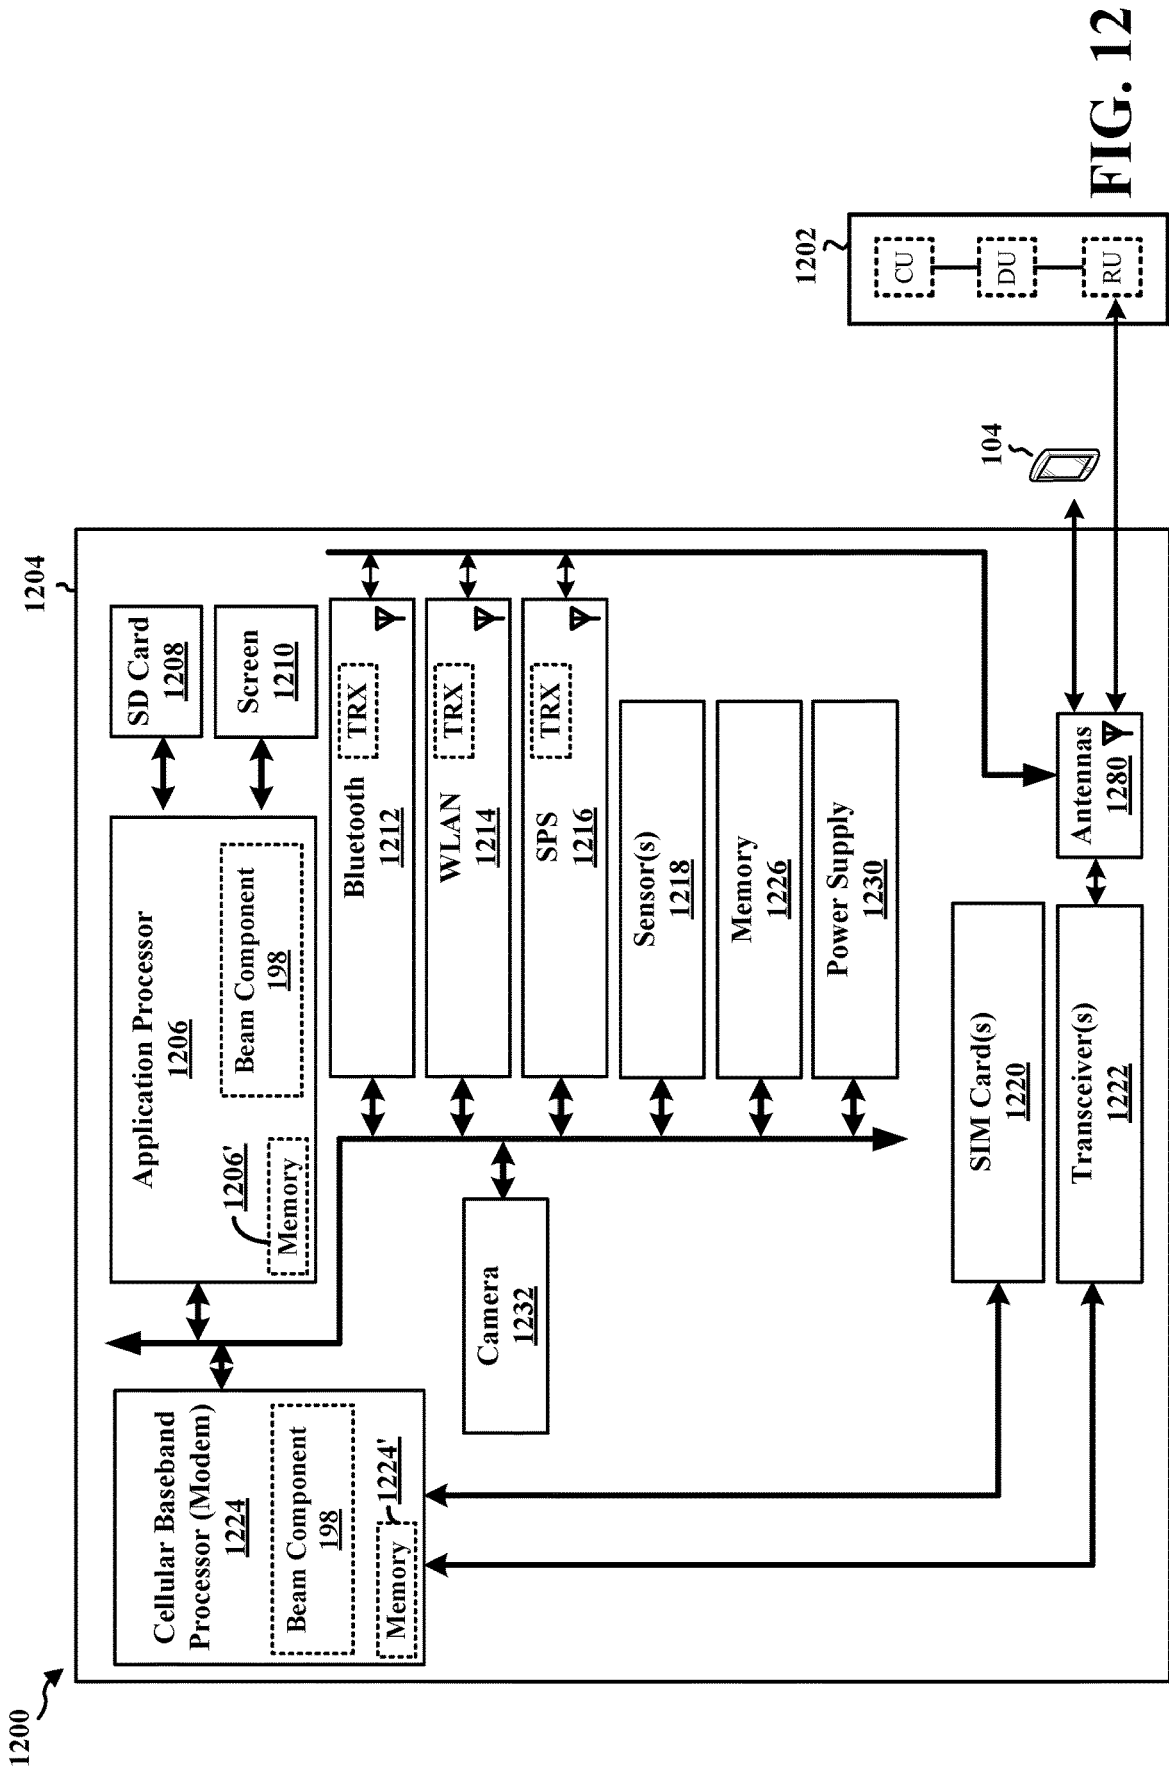 1200
1204
Cellular Baseband
Processor (Modem)
1224
Beam Component
198
Memory
1224'
Application Processor
1206
Beam Component
198
1206'
Memory
SD Card
1208
Screen
1210
Bluetooth
1212
TRX
WLAN
1214
TRX
SPS
1216
TRX
Camera
1232
Sensor(s)
1218
Memory
1226
Power Supply
1230
SIM Card(s)
1220
Transceiver(s)
1222
Antennas
1280
104
1202
CU
DU
RU
FIG. 12